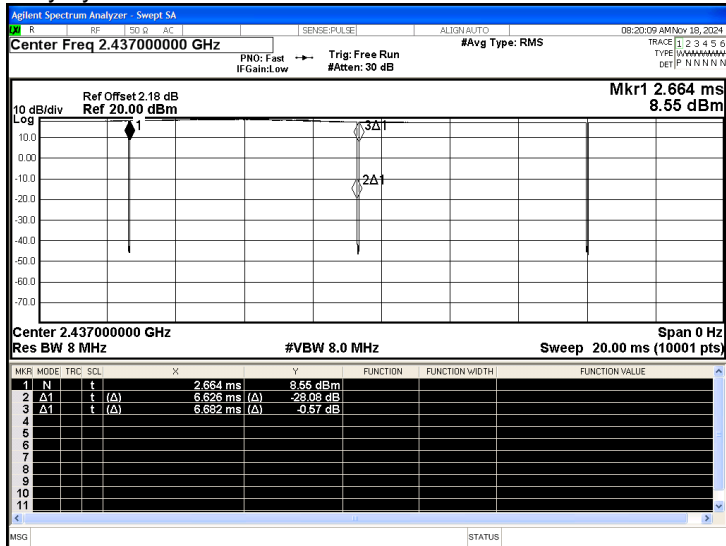 Agilent Spectrum Analyzer - Swept SA
R RF 50 Ω AC SENSE:PULSE ALIGN AUTO 08:20:09 AM Nov 18, 2024
Center Freq 2.437000000 GHz
PNO: Fast Trig: Free Run
IFGain:Low #Atten: 30 dB
#Avg Type: RMS
TRACE 1 2 3 4 5 6
TYPE
DET P N N N N N
Mkr1 2.664 ms
8.55 dBm
Ref Offset 2.18 dB
10 dB/div Ref 20.00 dBm
Log
10.0
0.00
-10.0
-20.0
-30.0
-40.0
-50.0
-60.0
-70.0
1
3Δ1
2Δ1
Center 2.437000000 GHz Span 0 Hz
Res BW 8 MHz #VBW 8.0 MHz Sweep 20.00 ms (10001 pts)
MKR MODE TRC SCL X Y FUNCTION FUNCTION WIDTH FUNCTION VALUE
1 N t 2.664 ms 8.55 dBm
2 Δ1 t (Δ) 6.626 ms (Δ) -28.08 dB
3 Δ1 t (Δ) 6.682 ms (Δ) -0.57 dB
4
5
6
7
8
9
10
11
MSG STATUS